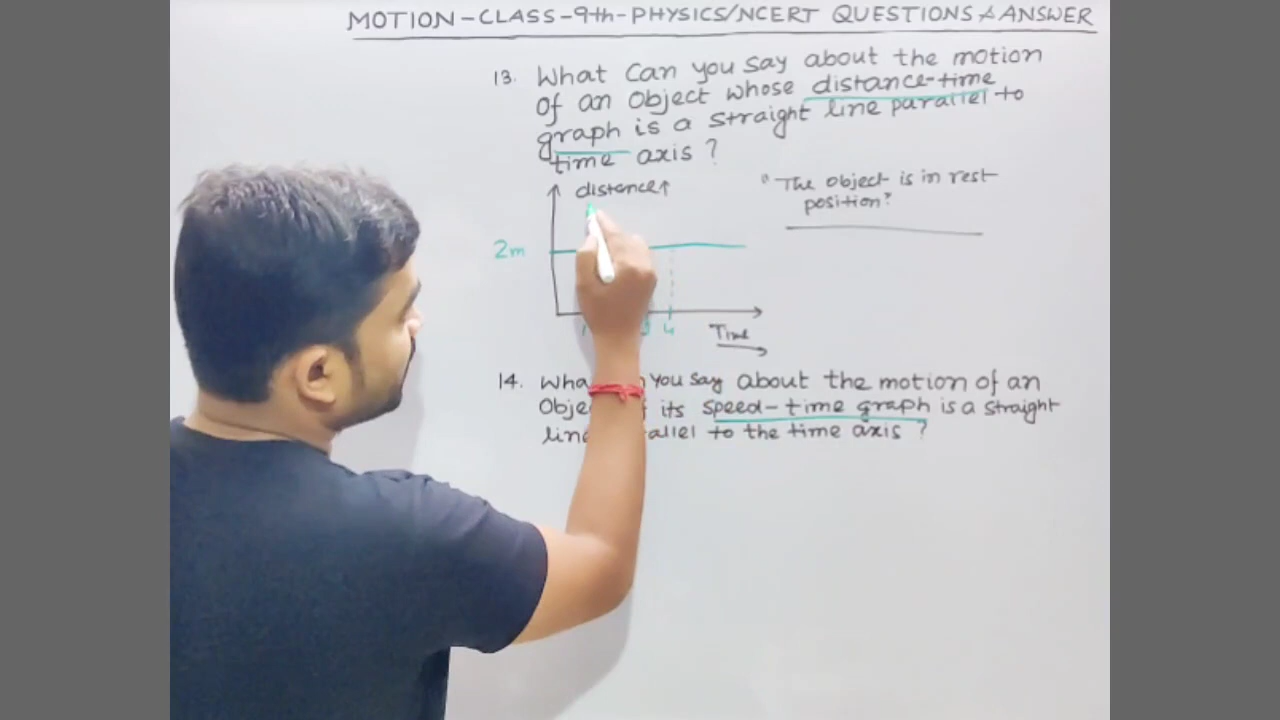 MOTION-CLASS-9th-PHYSICS/NCERT QUESTIONS & ANSWER
13. What Can you say about the motion
of an Object whose distance-time
graph is a straight line parallel to
time axis ?
distance↑
"The object is in rest
position"
2m
4
Time
14. you say about the motion of an
its speed-time graph is a straight
to the time axis ?